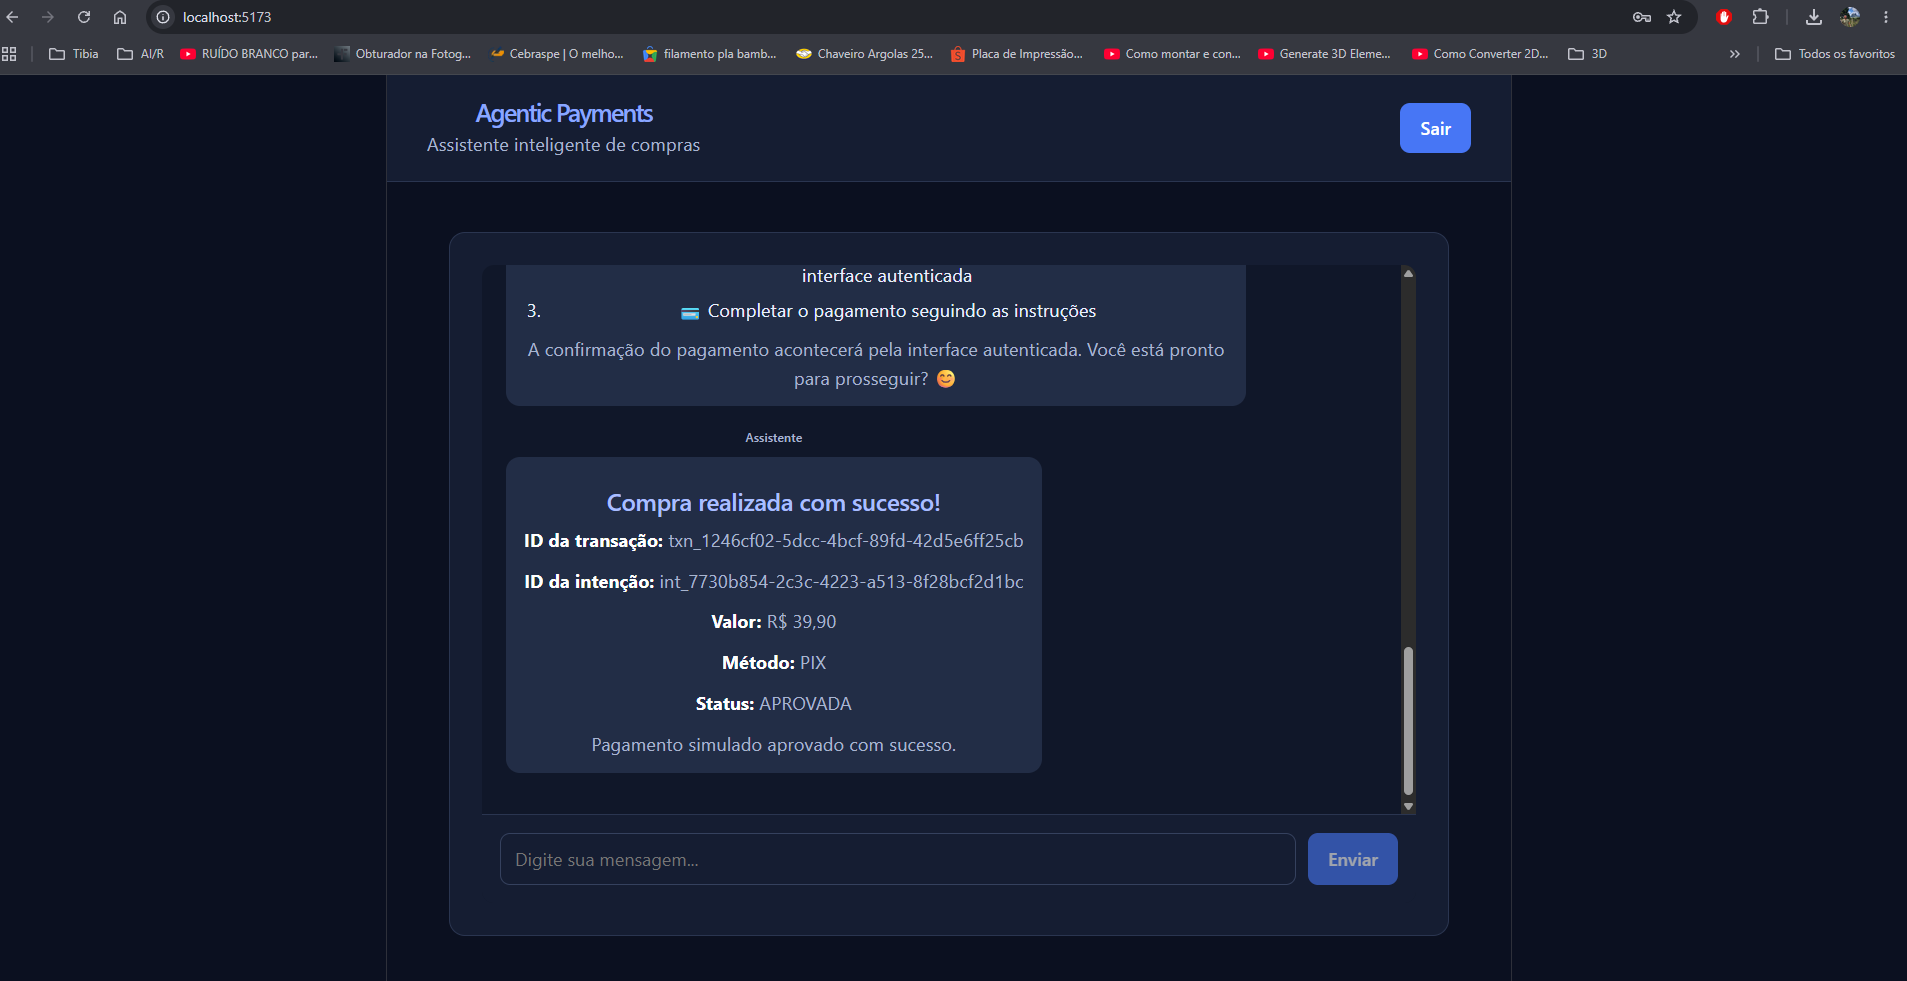 localhost:5173
Tibia
AI/R
RUÍDO BRANCO par...
Obturador na Fotog...
Cebraspe | O melho...
filamento pla bamb...
Chaveiro Argolas 25...
Placa de Impressão...
Como montar e con...
Generate 3D Eleme...
Como Converter 2D...
3D
»
Todos os favoritos
Agentic Payments
Assistente inteligente de compras
Sair
interface autenticada
3. 💳 Completar o pagamento seguindo as instruções
A confirmação do pagamento acontecerá pela interface autenticada. Você está pronto
para prosseguir? 😊
Assistente
Compra realizada com sucesso!
ID da transação: txn_1246cf02-5dcc-4bcf-89fd-42d5e6ff25cb
ID da intenção: int_7730b854-2c3c-4223-a513-8f28bcf2d1bc
Valor: R$ 39,90
Método: PIX
Status: APROVADA
Pagamento simulado aprovado com sucesso.
Digite sua mensagem...
Enviar